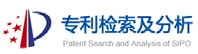 专利检索及分析
Patent Search and Analysis of SIPO